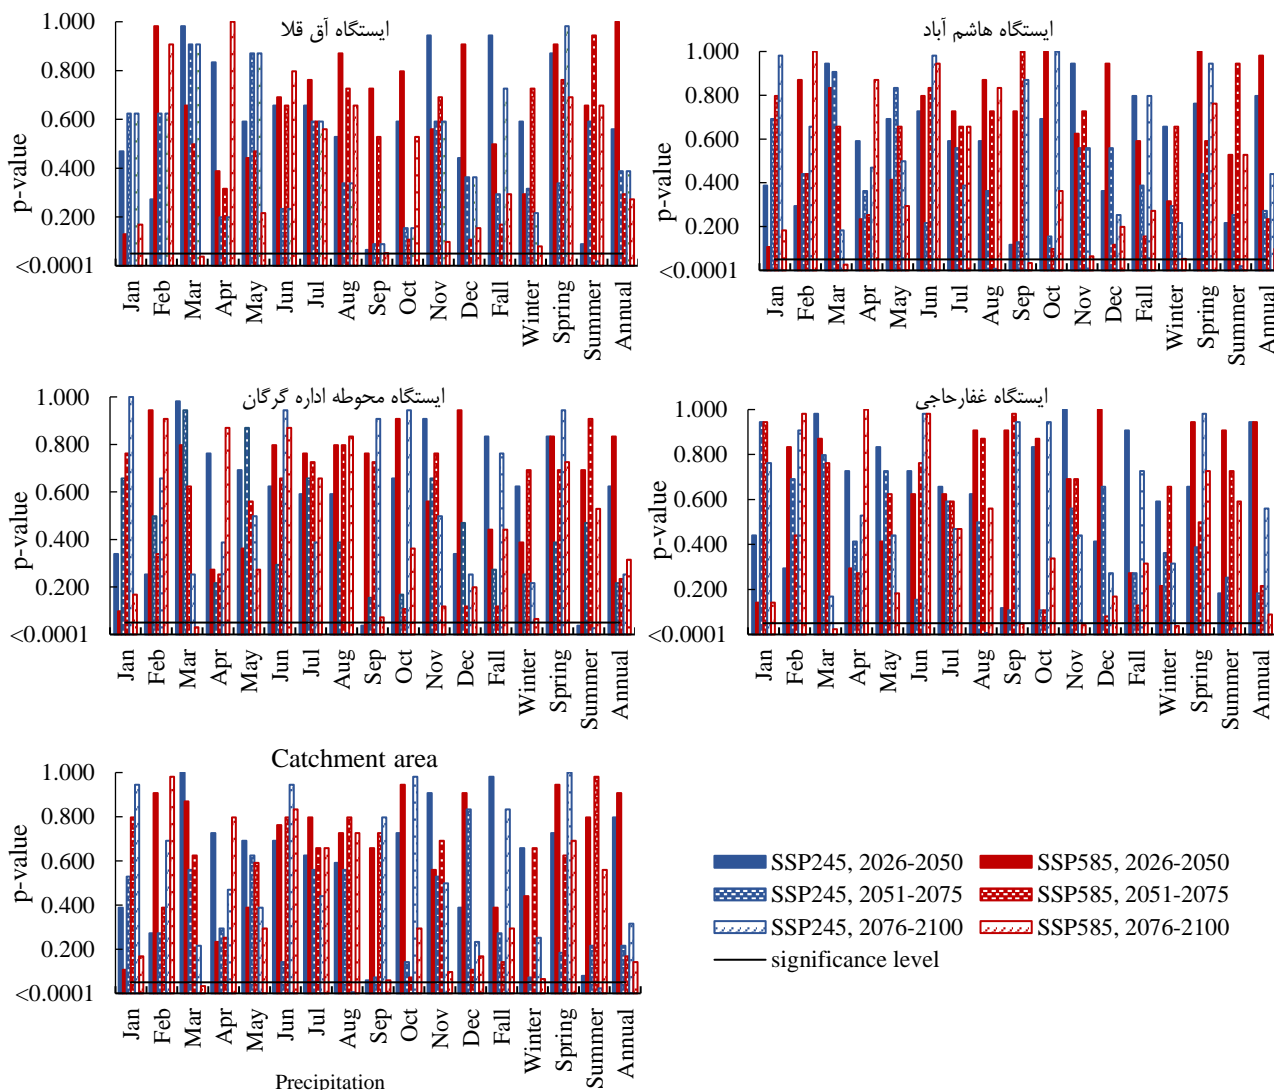 ایستگاه آق قلا
p-value
1.000
0.800
0.600
0.400
0.200
<0.0001
Jan
Feb
Mar
Apr
May
Jun
Jul
Aug
Sep
Oct
Nov
Dec
Fall
Winter
Spring
Summer
Annual
ایستگاه هاشم آباد
p-value
1.000
0.800
0.600
0.400
0.200
<0.0001
Jan
Feb
Mar
Apr
May
Jun
Jul
Aug
Sep
Oct
Nov
Dec
Fall
Winter
Spring
Summer
Annual
ایستگاه محوطه اداره گرگان
p-value
1.000
0.800
0.600
0.400
0.200
<0.0001
Jan
Feb
Mar
Apr
May
Jun
Jul
Aug
Sep
Oct
Nov
Dec
Fall
Winter
Spring
Summer
Annual
ایستگاه غفارحاجی
p-value
1.000
0.800
0.600
0.400
0.200
<0.0001
Jan
Feb
Mar
Apr
May
Jun
Jul
Aug
Sep
Oct
Nov
Dec
Fall
Winter
Spring
Summer
Annual
Catchment area
p-value
1.000
0.800
0.600
0.400
0.200
<0.0001
Jan
Feb
Mar
Apr
May
Jun
Jul
Aug
Sep
Oct
Nov
Dec
Fall
Winter
Spring
Summer
Annual
Precipitation
SSP245, 2026-2050
SSP585, 2026-2050
SSP245, 2051-2075
SSP585, 2051-2075
SSP245, 2076-2100
SSP585, 2076-2100
significance level